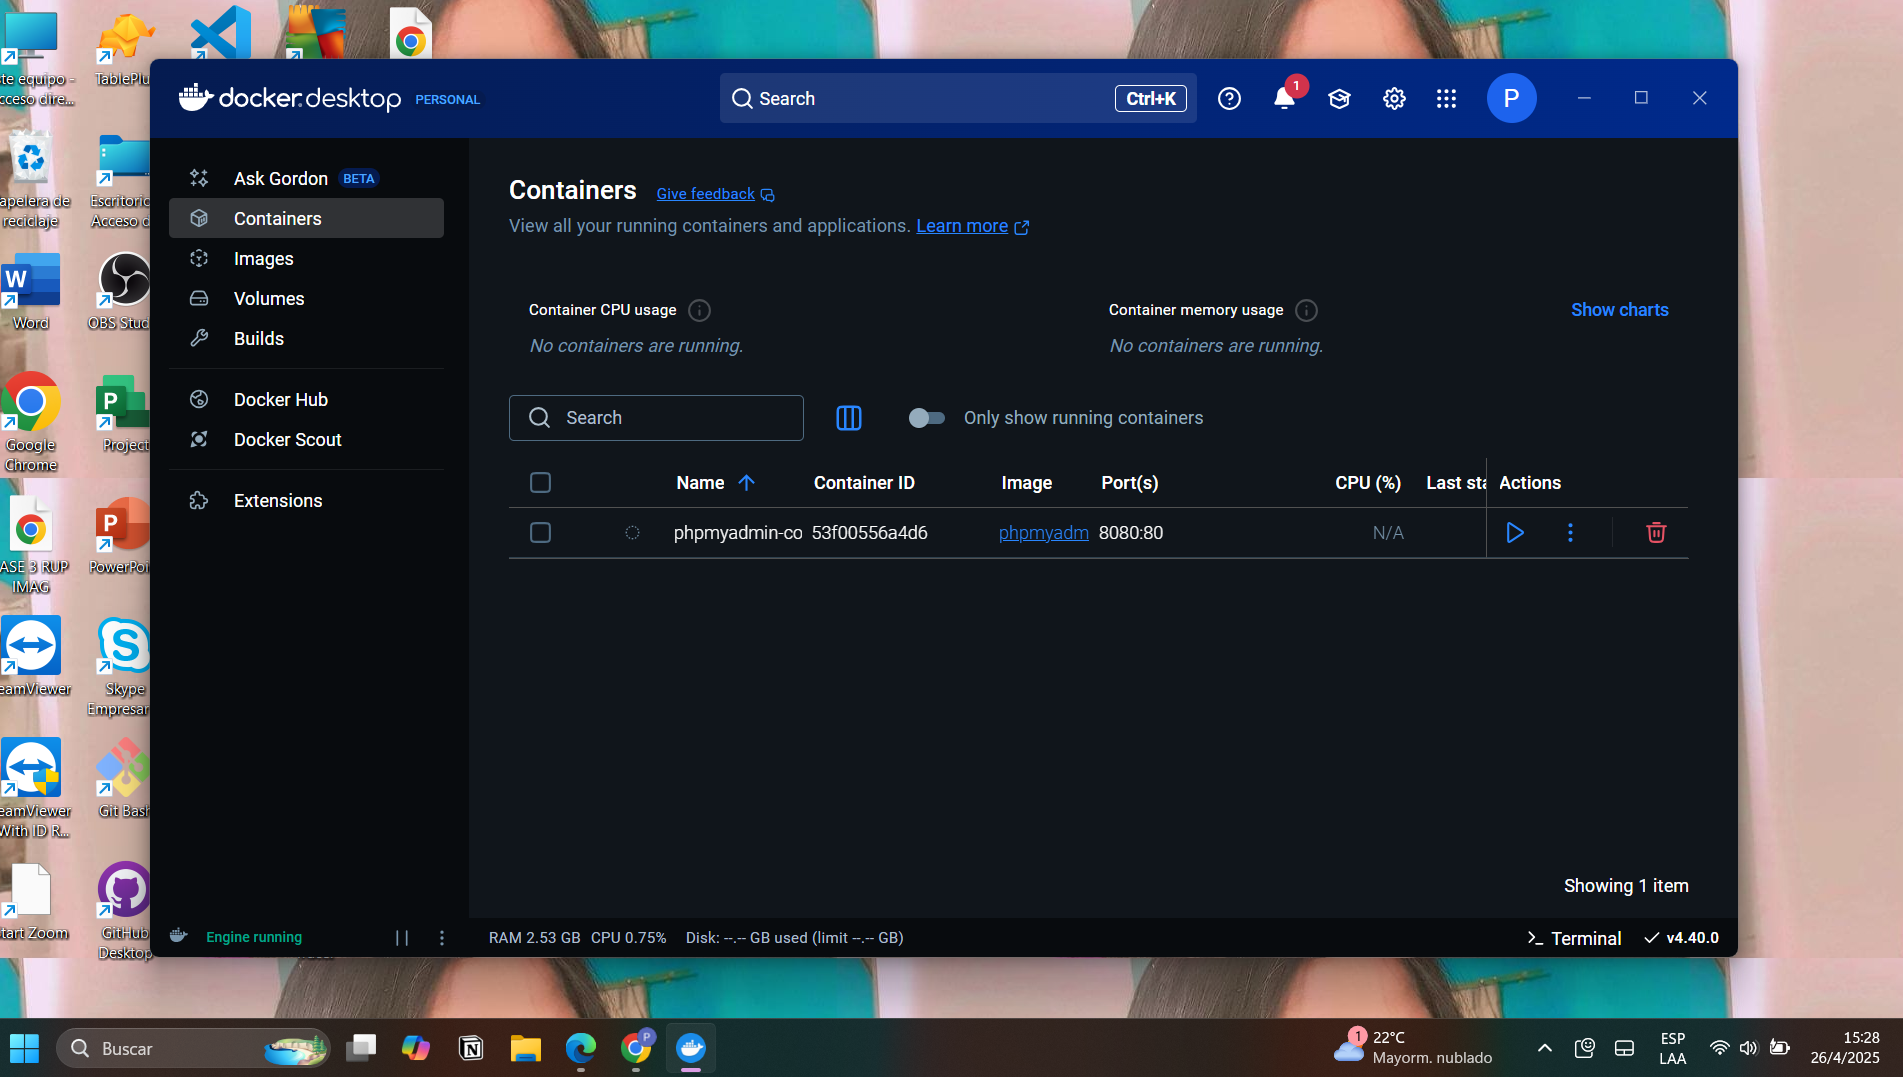 docker.desktop PERSONAL
Search Ctrl+K
1
P
Ask Gordon BETA
Containers
Images
Volumes
Builds
Docker Hub
Docker Scout
Extensions
Containers Give feedback
View all your running containers and applications. Learn more
Container CPU usage
No containers are running.
Container memory usage
No containers are running.
Show charts
Search
Only show running containers
Name Container ID Image Port(s) CPU (%) Last sta Actions
phpmyadmin-co 53f00556a4d6 phpmyadm 8080:80 N/A
Showing 1 item
Engine running
RAM 2.53 GB CPU 0.75% Disk: --.-- GB used (limit --.-- GB)
Terminal v4.40.0
te equipo -
cceso dire...
TablePlu
apelera de
reciclaje
Escritorio
Acceso d
W
Word
OBS Stud
Google
Chrome
P
Project
ASE 3 RUP
IMAG
P
PowerPoi
eamViewer
S
Skype
Empresar
eamViewer
With ID R...
Git Bash
tart Zoom
GitHub
Desktop
Buscar
P
1
22°C
Mayorm. nublado
ESP
LAA
15:28
26/4/2025